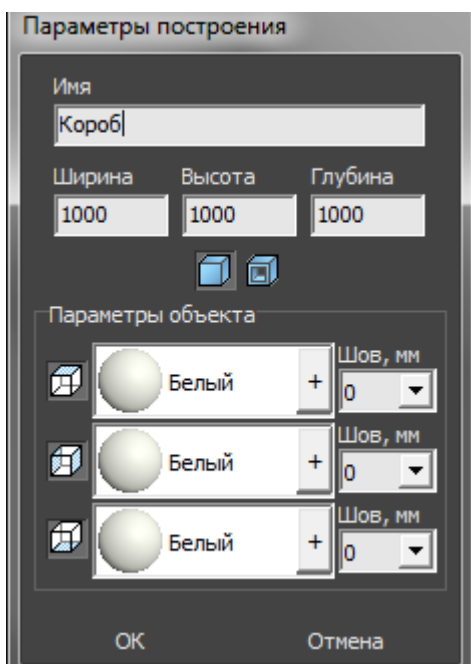 Параметры построения
Имя
Короб
Ширина Высота Глубина
1000 1000 1000
Параметры объекта
Шов, мм
Белый + 0
Шов, мм
Белый + 0
Шов, мм
Белый + 0
OK Отмена